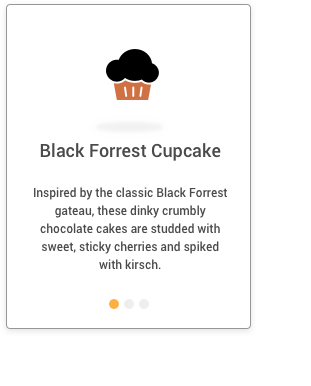 Black Forrest Cupcake
Inspired by the classic Black Forrest
gateau, these dinky crumbly
chocolate cakes are studded with
sweet, sticky cherries and spiked
with kirsch.